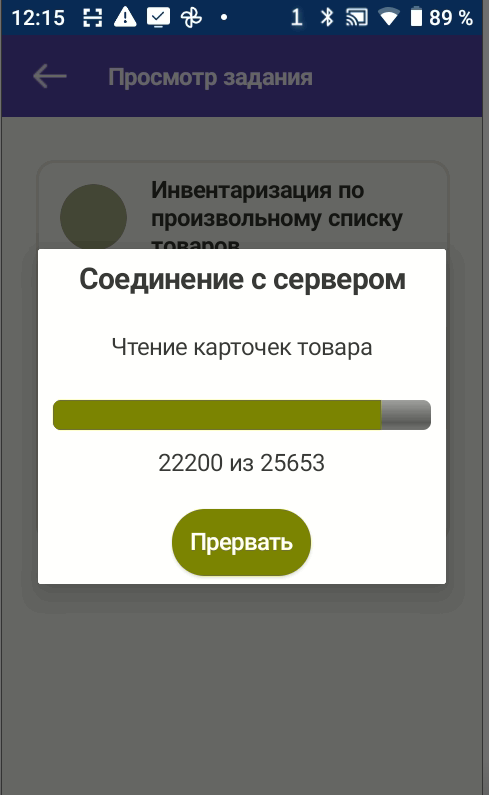 12:15 1 89 %
Просмотр задания
Инвентаризация по
произвольному списку
товаров
Соединение с сервером
Чтение карточек товара
22200 из 25653
Прервать